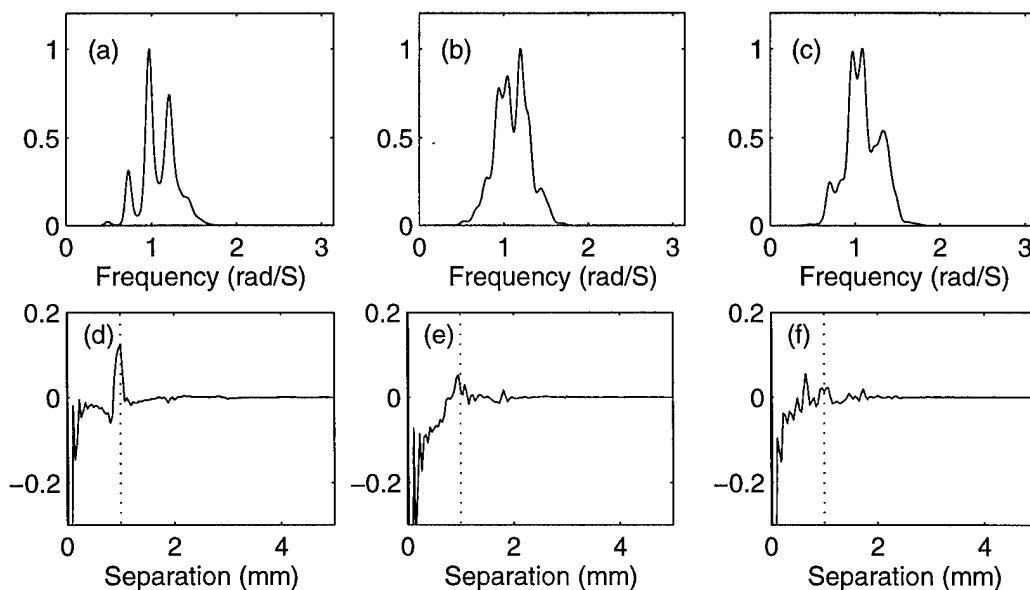 (a) (b) (c)
1 1 1
0.5 0.5 0.5
0 0 0
0 1 2 3 0 1 2 3 0 1 2 3
Frequency (rad/S) Frequency (rad/S) Frequency (rad/S)
0.2 0.2 0.2
(d) (e) (f)
0 0 0
−0.2 −0.2 −0.2
0 2 4 0 2 4 0 2 4
Separation (mm) Separation (mm) Separation (mm)